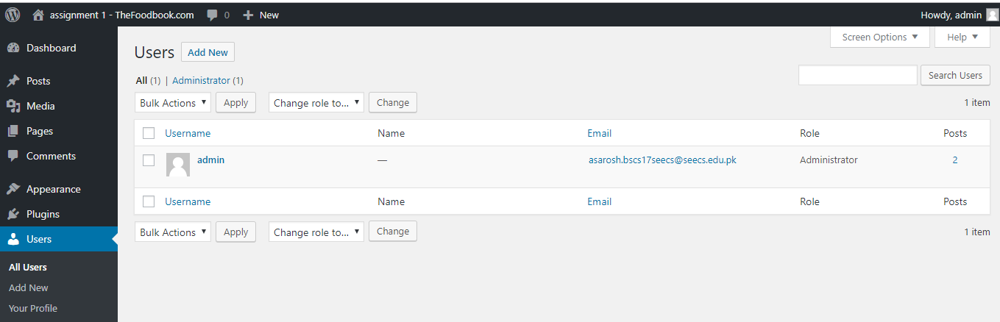 assignment 1 - TheFoodbook.com 0 New Howdy, admin
Screen Options Help
Dashboard
Posts
Media
Pages
Comments
Appearance
Plugins
Users
All Users
Add New
Your Profile
Users Add New
All (1) | Administrator (1)
Search Users
Bulk Actions Apply Change role to... Change 1 item
Username Name Email Role Posts
admin — asarosh.bscs17seecs@seecs.edu.pk Administrator 2
Username Name Email Role Posts
Bulk Actions Apply Change role to... Change 1 item